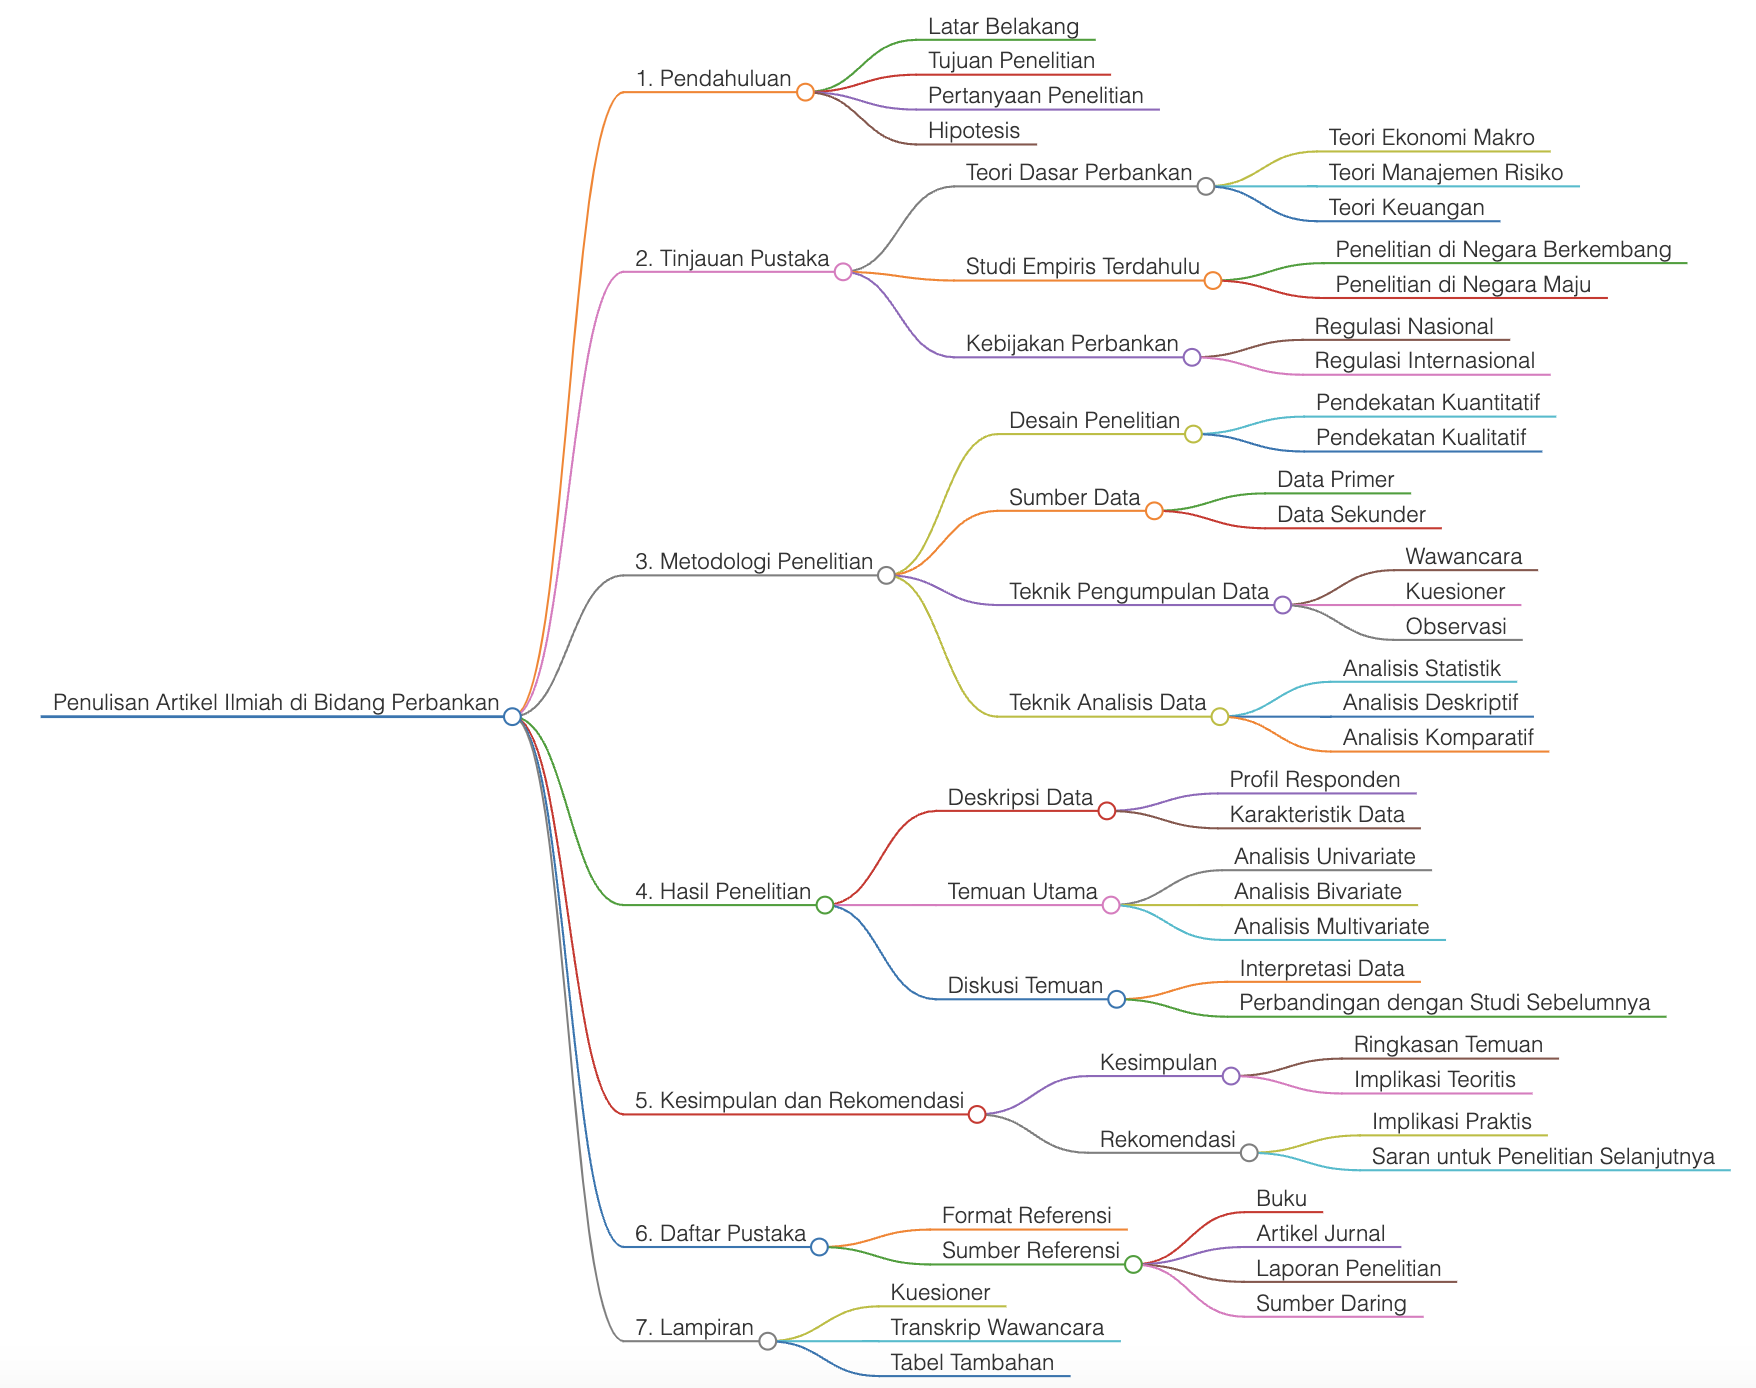 Penulisan Artikel Ilmiah di Bidang Perbankan
1. Pendahuluan
Latar Belakang
Tujuan Penelitian
Pertanyaan Penelitian
Hipotesis
2. Tinjauan Pustaka
Teori Dasar Perbankan
Teori Ekonomi Makro
Teori Manajemen Risiko
Teori Keuangan
Studi Empiris Terdahulu
Penelitian di Negara Berkembang
Penelitian di Negara Maju
Kebijakan Perbankan
Regulasi Nasional
Regulasi Internasional
3. Metodologi Penelitian
Desain Penelitian
Pendekatan Kuantitatif
Pendekatan Kualitatif
Sumber Data
Data Primer
Data Sekunder
Teknik Pengumpulan Data
Wawancara
Kuesioner
Observasi
Teknik Analisis Data
Analisis Statistik
Analisis Deskriptif
Analisis Komparatif
4. Hasil Penelitian
Deskripsi Data
Profil Responden
Karakteristik Data
Temuan Utama
Analisis Univariate
Analisis Bivariate
Analisis Multivariate
Diskusi Temuan
Interpretasi Data
Perbandingan dengan Studi Sebelumnya
5. Kesimpulan dan Rekomendasi
Kesimpulan
Ringkasan Temuan
Implikasi Teoritis
Rekomendasi
Implikasi Praktis
Saran untuk Penelitian Selanjutnya
6. Daftar Pustaka
Format Referensi
Sumber Referensi
Buku
Artikel Jurnal
Laporan Penelitian
Sumber Daring
7. Lampiran
Kuesioner
Transkrip Wawancara
Tabel Tambahan